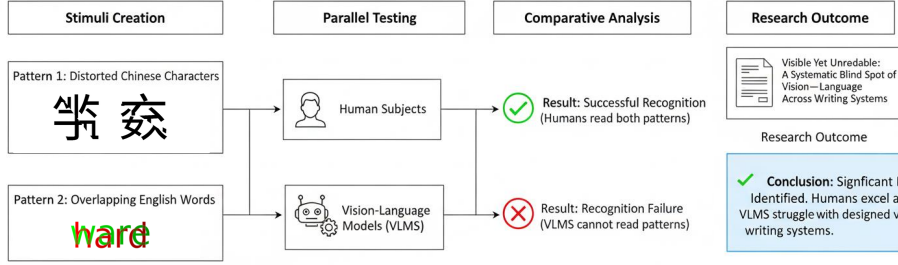 Stimuli Creation
Parallel Testing
Comparative Analysis
Research Outcome
Pattern 1: Distorted Chinese Characters
Pattern 2: Overlapping English Words
hard
Human Subjects
Vision-Language
Models (VLMS)
Result: Successful Recognition
(Humans read both patterns)
Result: Recognition Failure
(VLMS cannot read patterns)
Visible Yet Unredable:
A Systematic Blind Spot of
Vision—Language
Across Writing Systems
Research Outcome
Conclusion: Signficant
Identified. Humans excel a
VLMS struggle with designed v
writing systems.